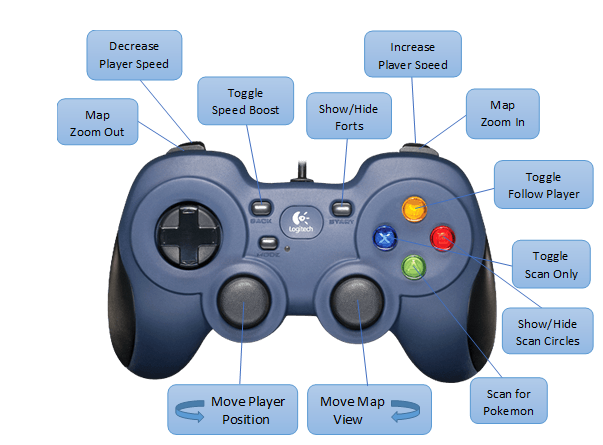 Decrease
Player Speed
Increase
Player Speed
Toggle
Speed Boost
Show/Hide
Forts
Map
Zoom Out
Map
Zoom In
Toggle
Follow Player
BACK
START
Logitech
MODE
X
A
Toggle
Scan Only
Show/Hide
Scan Circles
Scan for
Pokemon
Move Player
Position
Move Map
View